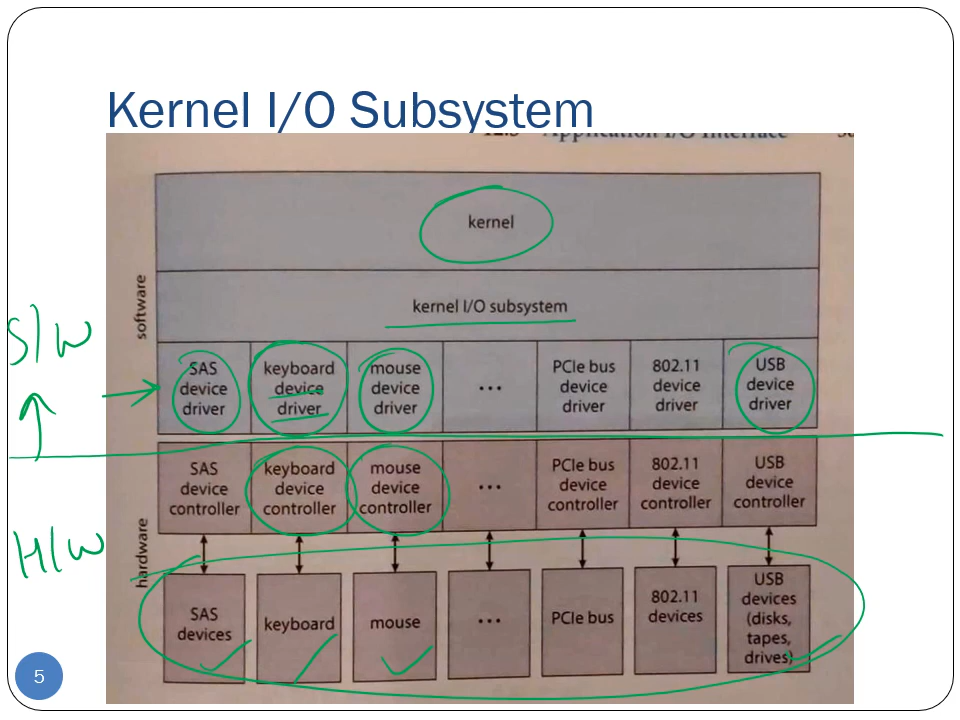 Kernel I/O Subsystem
Application I/O Interface
kernel
kernel I/O subsystem
software
S/W
SAS device driver
keyboard device driver
mouse device driver
...
PCIe bus device driver
802.11 device driver
USB device driver
SAS device controller
keyboard device controller
mouse device controller
...
PCIe bus device controller
802.11 device controller
USB device controller
hardware
H/W
SAS devices
keyboard
mouse
...
PCIe bus
802.11 devices
USB devices (disks, tapes, drives)
5